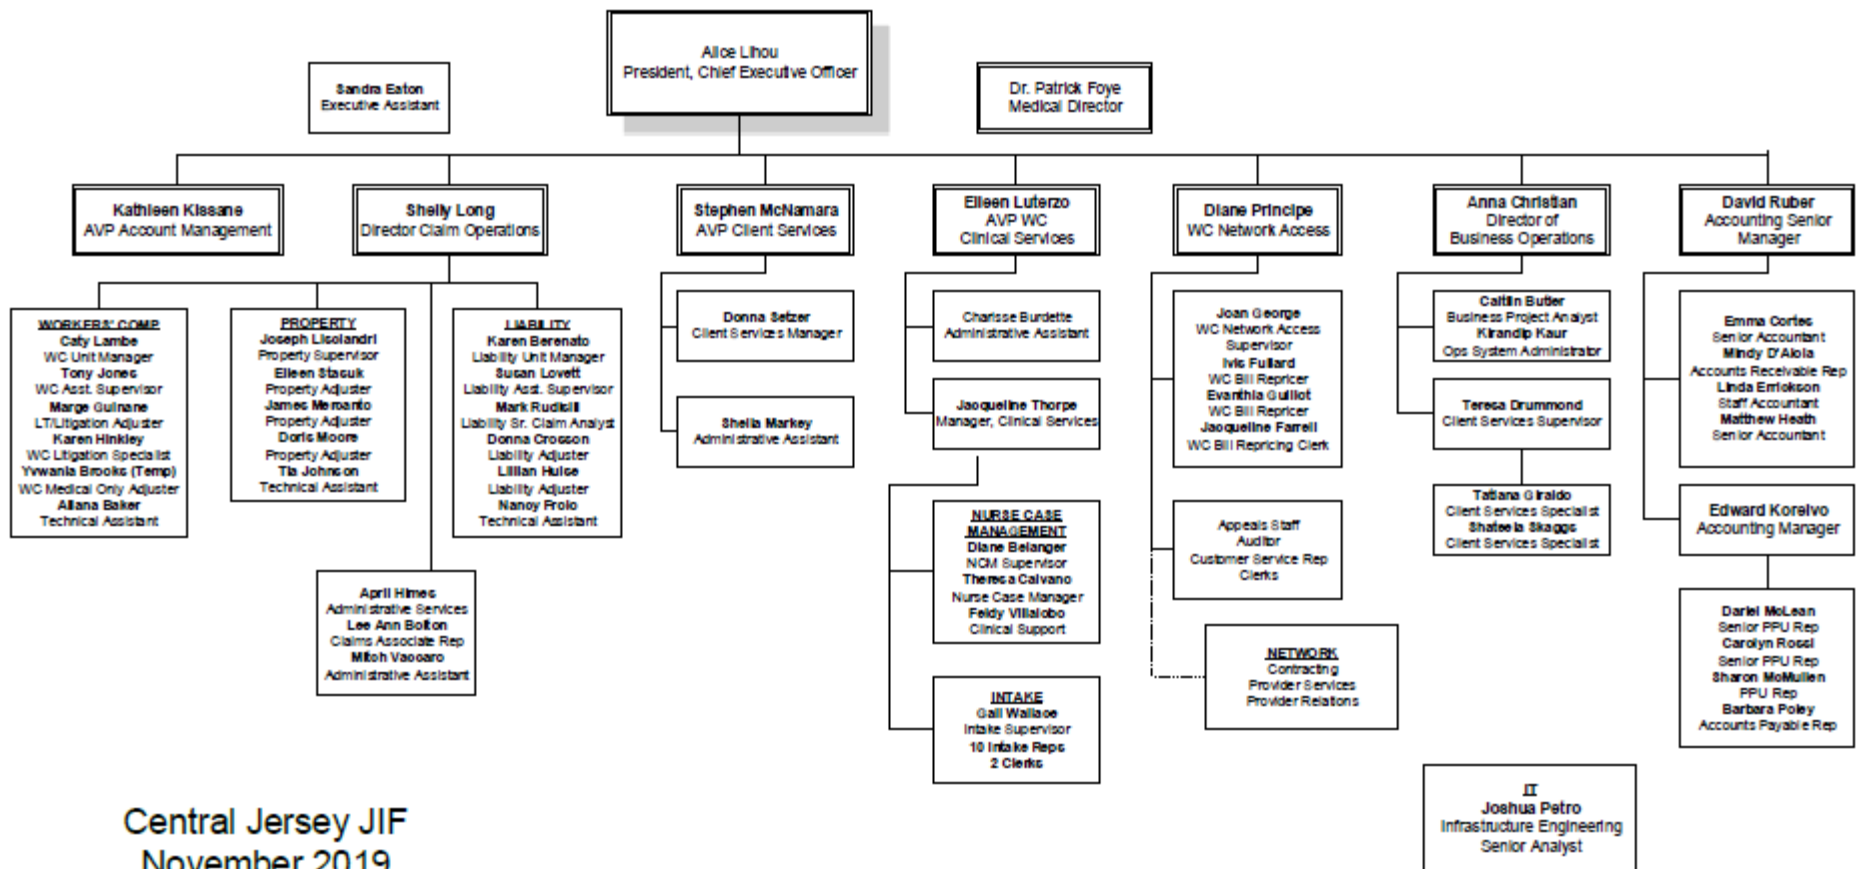 Alice Lihou
President, Chief Executive Officer
Sandra Eaton
Executive Assistant
Dr. Patrick Foye
Medical Director
Kathleen Kissane
AVP Account Management
Shelly Long
Director Claim Operations
Stephen McNamara
AVP Client Services
Eileen Luterzo
AVP WC
Clinical Services
Diane Principe
WC Network Access
Anna Christian
Director of
Business Operations
David Ruber
Accounting Senior
Manager
WORKERS' COMP
Caty Lambe
WC Unit Manager
Tony Jones
WC Asst. Supervisor
Marge Guinane
LT/Litigation Adjuster
Karen Hinkley
WC Litigation Specialist
Yvwania Brooks (Temp)
WC Medical Only Adjuster
Allana Baker
Technical Assistant
PROPERTY
Joseph Lisciandri
Property Supervisor
Eileen Stasuk
Property Adjuster
James Mercanto
Property Adjuster
Doris Moore
Property Adjuster
Tia Johnson
Technical Assistant
LIABILITY
Karen Berenato
Liability Unit Manager
Susan Lovett
Liability Asst. Supervisor
Mark Rudisill
Liability Sr. Claim Analyst
Donna Crosson
Liability Adjuster
Lillian Hulse
Liability Adjuster
Nancy Frolo
Technical Assistant
April Himes
Administrative Services
Lee Ann Bolton
Claims Associate Rep
Mitch Vaccaro
Administrative Assistant
Donna Setzer
Client Services Manager
Sheila Markey
Administrative Assistant
Charisse Burdette
Administrative Assistant
Jacqueline Thorpe
Manager, Clinical Services
NURSE CASE
MANAGEMENT
Diane Belanger
NCM Supervisor
Theresa Calvano
Nurse Case Manager
Feidy Villalobo
Clinical Support
INTAKE
Gail Wallace
Intake Supervisor
10 Intake Reps
2 Clerks
Joan George
WC Network Access
Supervisor
Ivis Fullard
WC Bill Repricer
Evanthia Guilliot
WC Bill Repricer
Jacqueline Farrell
WC Bill Repricing Clerk
Appeals Staff
Auditor
Customer Service Rep
Clerks
NETWORK
Contracting
Provider Services
Provider Relations
Caitlin Butler
Business Project Analyst
Kirandip Kaur
Ops System Administrator
Teresa Drummond
Client Services Supervisor
Tatiana Giraldo
Client Services Specialist
Shateela Skaggs
Client Services Specialist
Emma Cortes
Senior Accountant
Mindy D'Aiola
Accounts Receivable Rep
Linda Errickson
Staff Accountant
Matthew Heath
Senior Accountant
Edward Koreivo
Accounting Manager
Dariel McLean
Senior PPU Rep
Carolyn Rossi
Senior PPU Rep
Sharon McMullen
PPU Rep
Barbara Poley
Accounts Payable Rep
IT
Joshua Petro
Infrastructure Engineering
Senior Analyst
Central Jersey JIF
November 2019